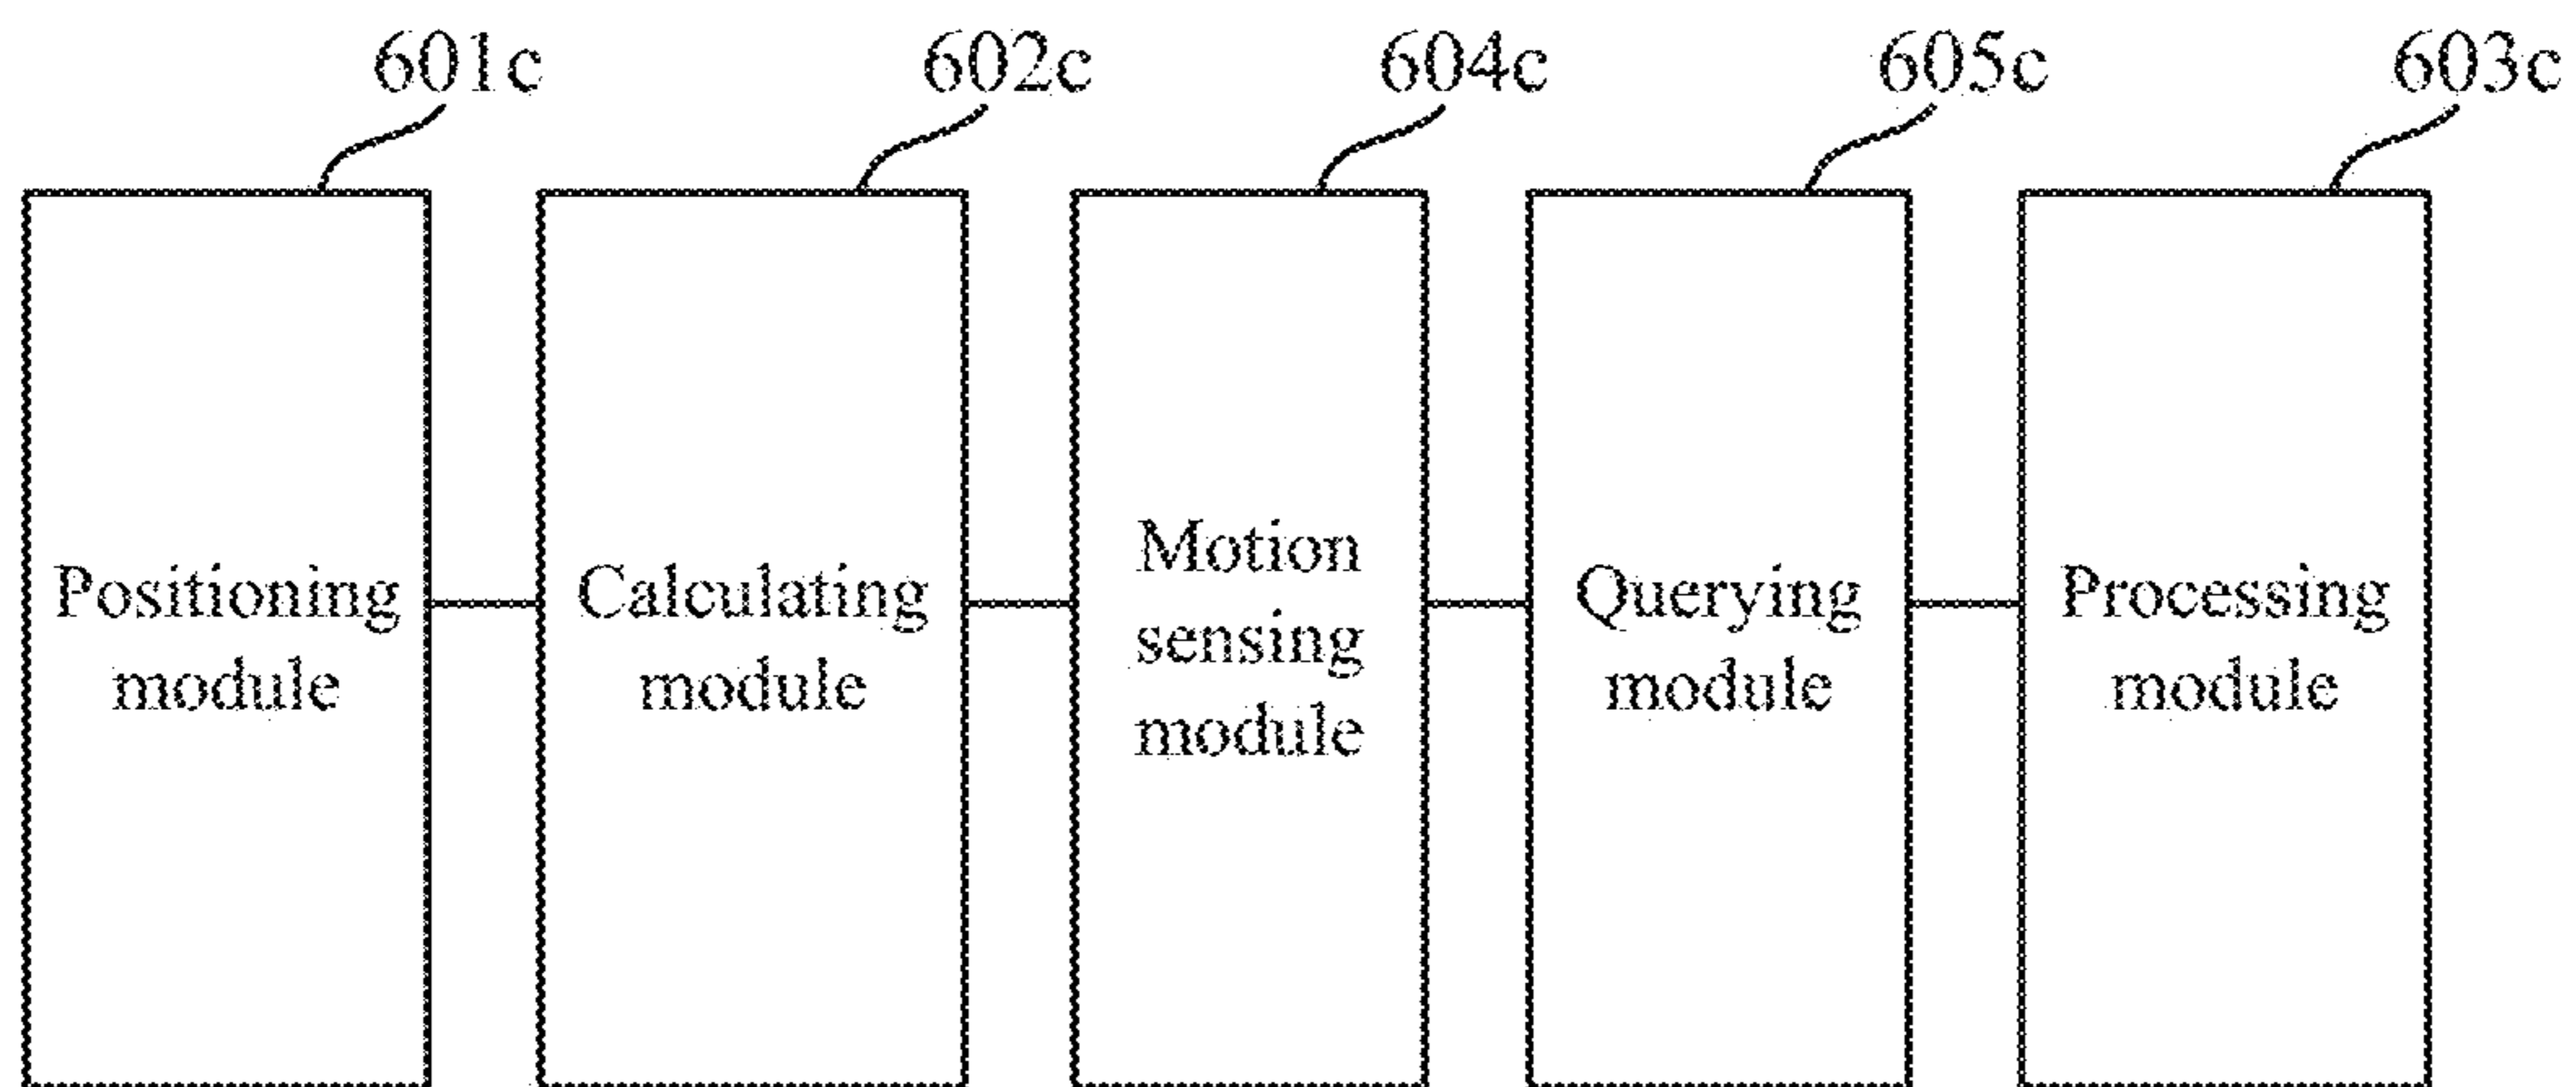 601c
602c
604c
605c
603c
Positioning
module
Calculating
module
Motion
sensing
module
Querying
module
Processing
module